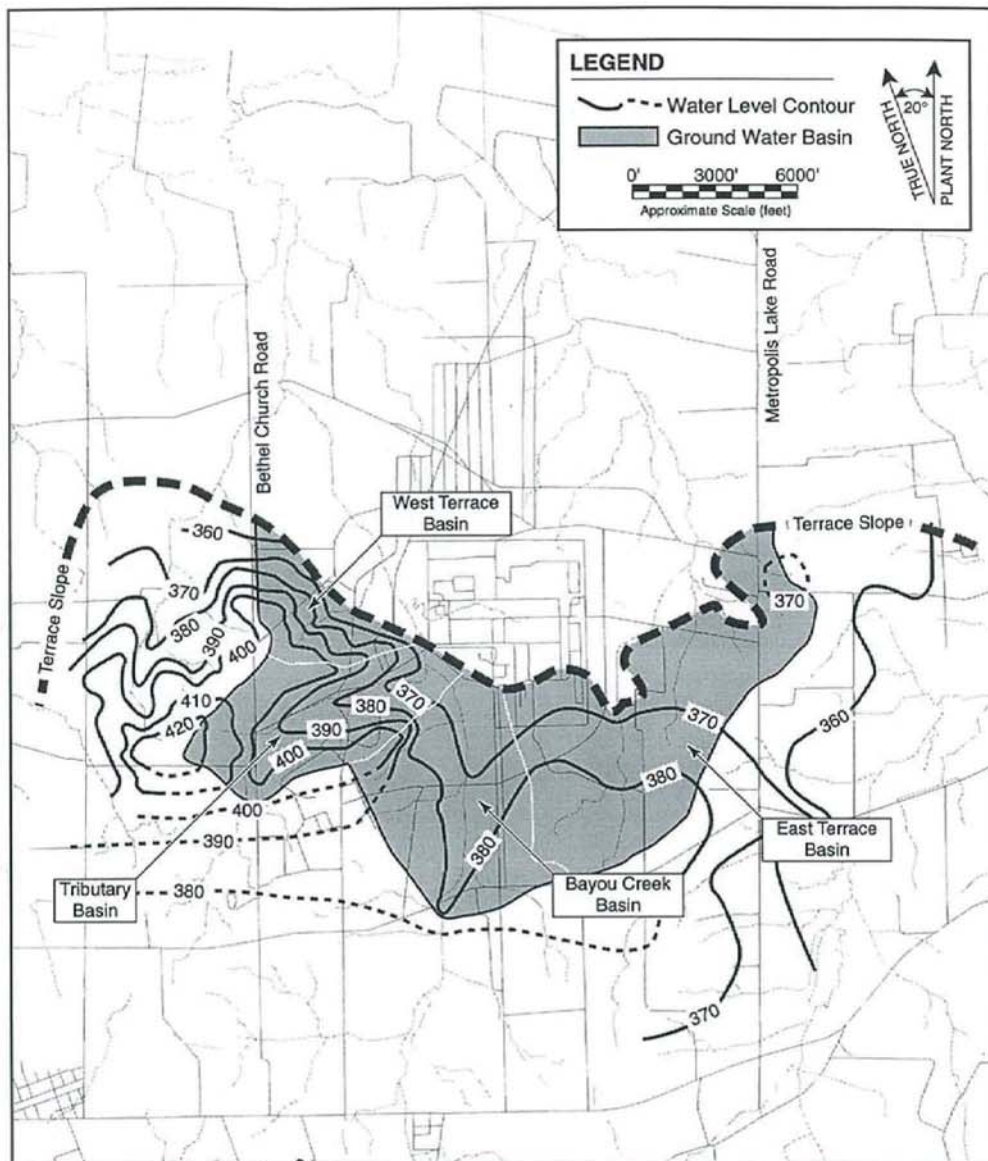 LEGEND
Water Level Contour
Ground Water Basin
0' 3000' 6000'
Approximate Scale (feet)
TRUE NORTH
20°
PLANT NORTH
Bethel Church Road
Metropolis Lake Road
West Terrace
Basin
Terrace Slope
Terrace Slope
360
370
380
390
400
410
420
370
380
390
400
400
390
380
370
370
380
380
360
370
Tributary
Basin
Bayou Creek
Basin
East Terrace
Basin